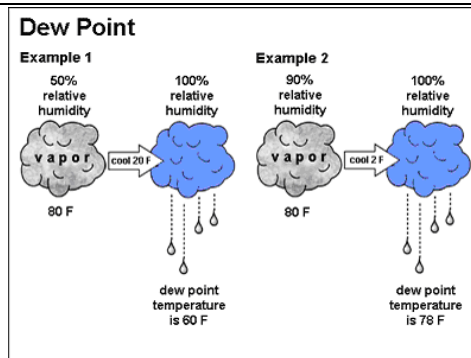 Dew Point
Example 1
50%
relative
humidity
vapor
80 F
cool 20 F
100%
relative
humidity
dew point
temperature
is 60 F
Example 2
90%
relative
humidity
vapor
80 F
cool 2 F
100%
relative
humidity
dew point
temperature
is 78 F